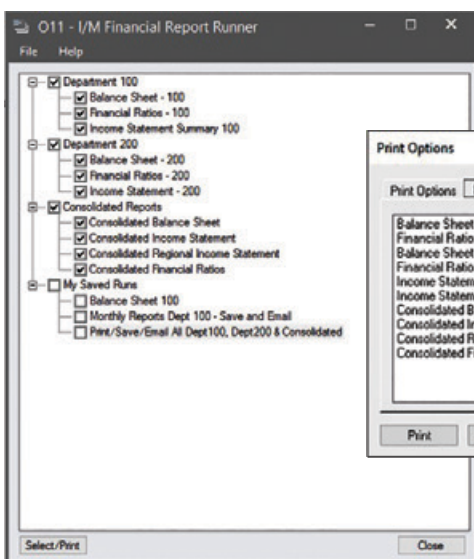 O11 - I/M Financial Report Runner
File Help
Department 100
Balance Sheet - 100
Financial Ratios - 100
Income Statement Summary 100
Department 200
Balance Sheet - 200
Financial Ratios - 200
Income Statement - 200
Consolidated Reports
Consolidated Balance Sheet
Consolidated Income Statement
Consolidated Regional Income Statement
Consolidated Financial Ratios
My Saved Runs
Balance Sheet 100
Monthly Reports Dept 100 - Save and Email
Print/Save/Email All Dept100, Dept200 & Consolidated
Select/Print
Close
Print Options
Print Options
Balance Sheet
Financial Ratio
Balance Sheet
Financial Ratio
Income Statem
Income Statem
Consolidated B
Consolidated In
Consolidated R
Consolidated F
Print